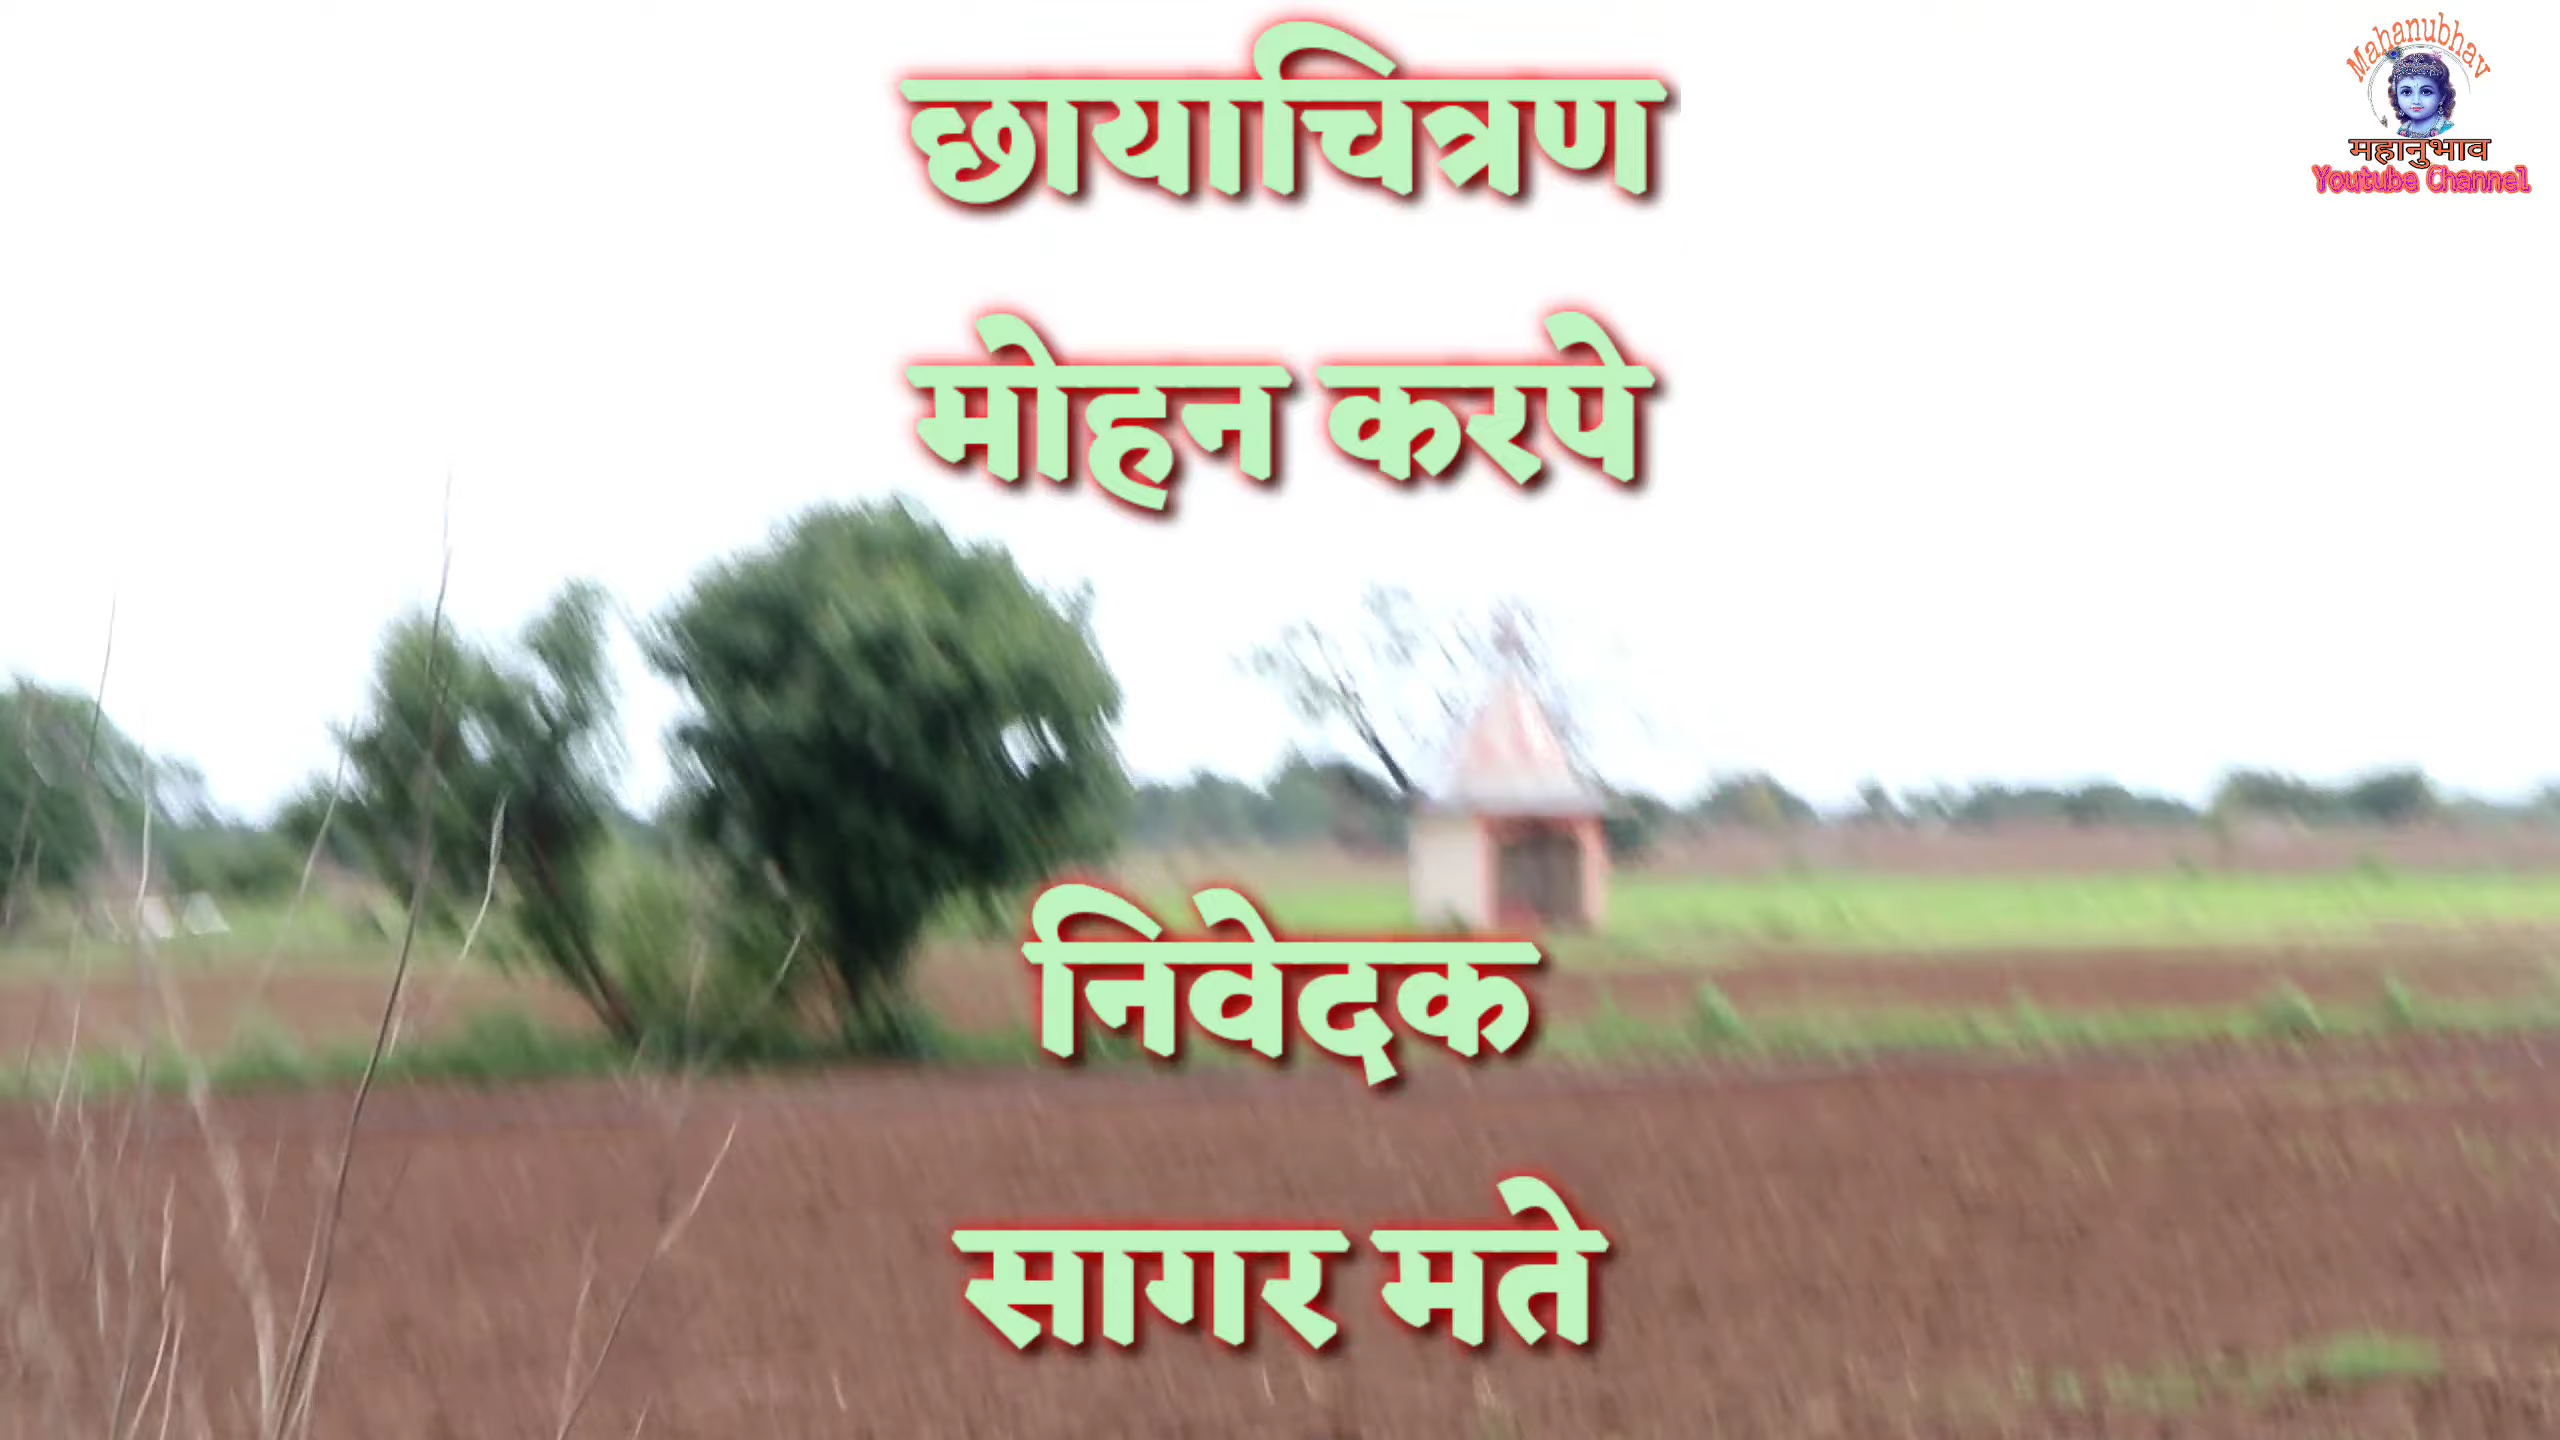 छायाचित्रण
मोहन करपे
निवेदक
सागर मते
Mahanubhav
महानुभाव
Youtube Channel